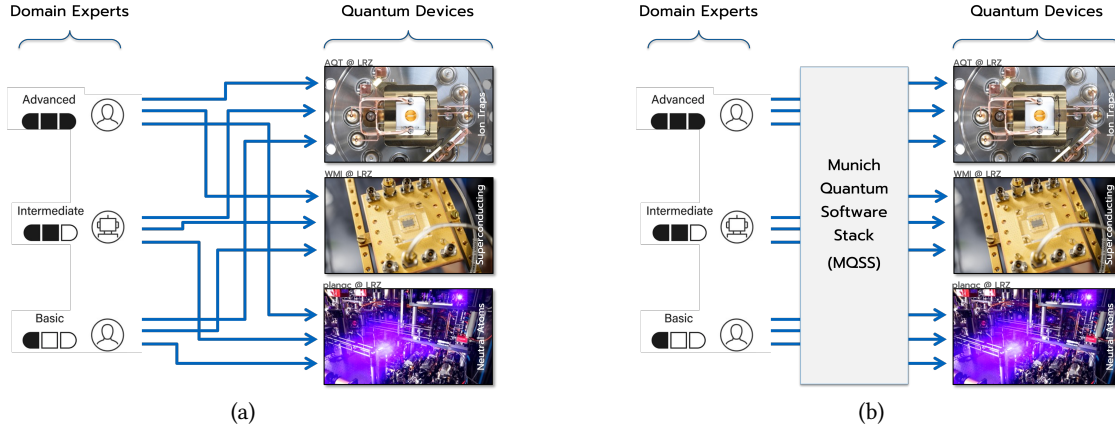 Domain Experts
Quantum Devices
AQT @ LRZ
Advanced
Ion Traps
WMI @ LRZ
Intermediate
Superconducting
planqc @ LRZ
Basic
Neutral Atoms
(a)
Domain Experts
Quantum Devices
AQT @ LRZ
Advanced
Ion Traps
Munich
Quantum
Software
Stack
(MQSS)
WMI @ LRZ
Intermediate
Superconducting
planqc @ LRZ
Basic
Neutral Atoms
(b)